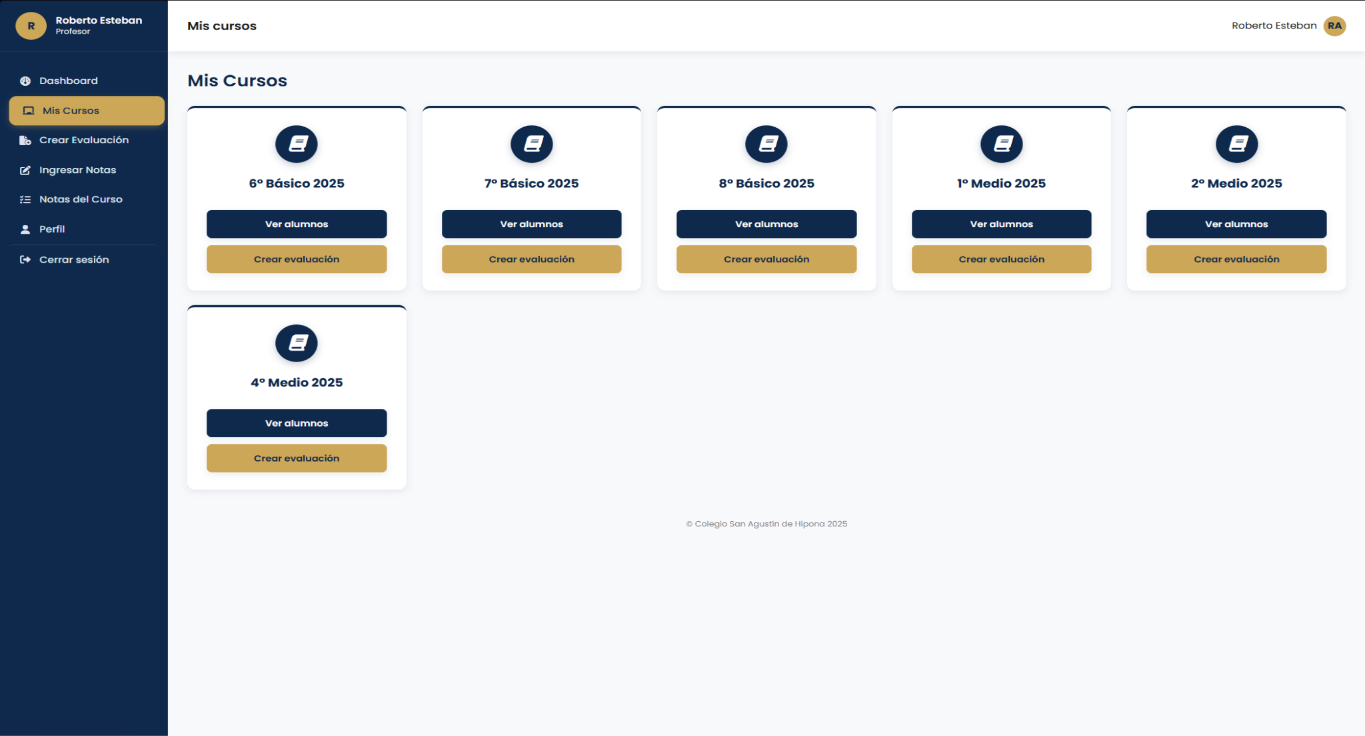 R
Roberto Esteban
Profesor
Dashboard
Mis Cursos
Crear Evaluación
Ingresar Notas
Notas del Curso
Perfil
Cerrar sesión
Mis cursos
Roberto Esteban RA
Mis Cursos
6º Básico 2025
Ver alumnos
Crear evaluación
7º Básico 2025
Ver alumnos
Crear evaluación
8º Básico 2025
Ver alumnos
Crear evaluación
1º Medio 2025
Ver alumnos
Crear evaluación
2º Medio 2025
Ver alumnos
Crear evaluación
4º Medio 2025
Ver alumnos
Crear evaluación
© Colegio San Agustín de Hipona 2025